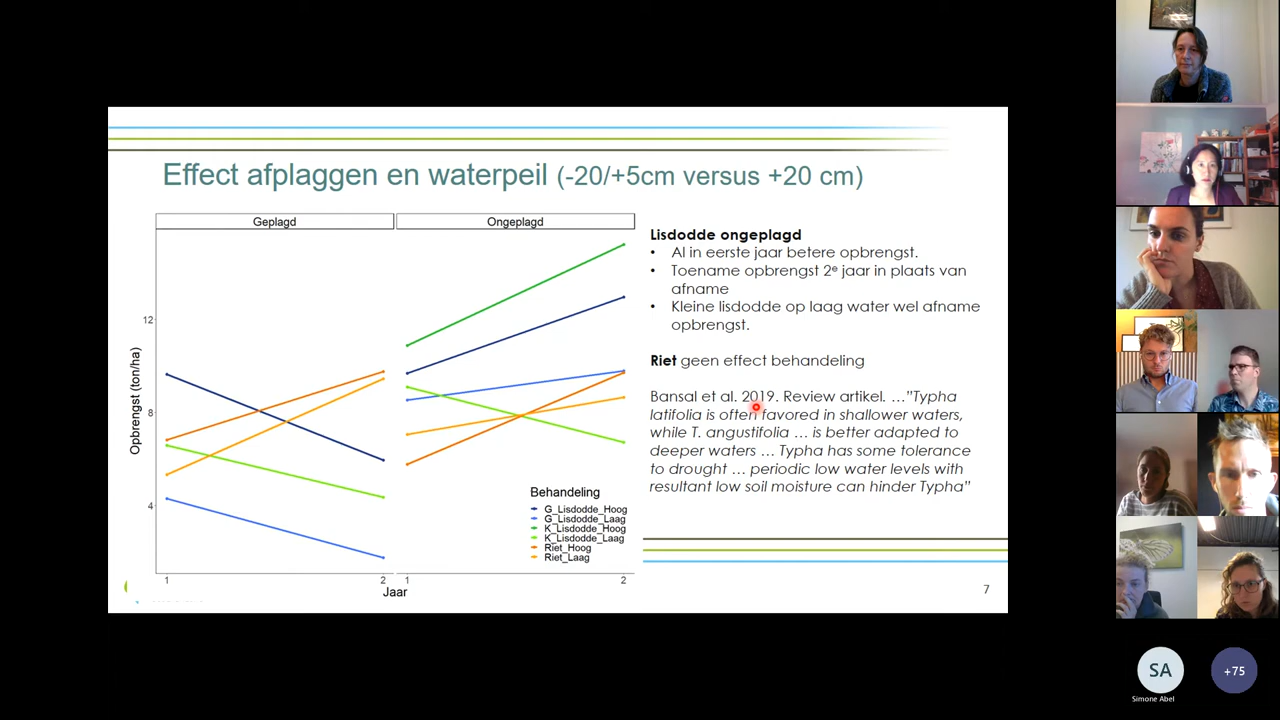 Effect afplaggen en waterpeil (-20/+5cm versus +20 cm)
Geplagd
Ongeplagd
12
8
4
Opbrengst (ton/ha)
1
2
1
2
Jaar
Behandeling
G_Lisdodde_Hoog
G_Lisdodde_Laag
K_Lisdodde_Hoog
K_Lisdodde_Laag
Riet_Hoog
Riet_Laag
Lisdodde ongeplagd
• Al in eerste jaar betere opbrengst.
• Toename opbrengst 2e jaar in plaats van
afname
• Kleine lisdodde op laag water wel afname
opbrengst.
Riet geen effect behandeling
Bansal et al. 2019. Review artikel. …”Typha
latifolia is often favored in shallower waters,
while T. angustifolia … is better adapted to
deeper waters … Typha has some tolerance
to drought … periodic low water levels with
resultant low soil moisture can hinder Typha”
7
SA
+75
Simone Abel